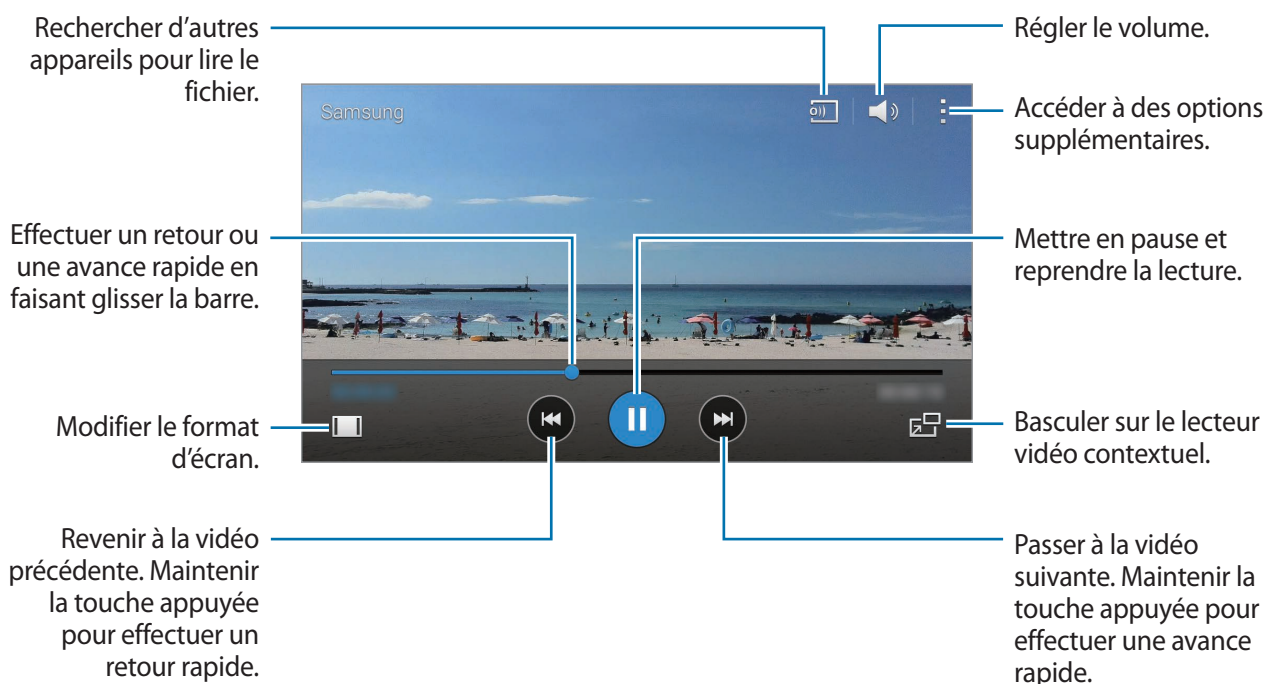 Rechercher d'autres
appareils pour lire le
fichier.
Régler le volume.
Samsung
Accéder à des options
supplémentaires.
Effectuer un retour ou
une avance rapide en
faisant glisser la barre.
Mettre en pause et
reprendre la lecture.
Modifier le format
d'écran.
Basculer sur le lecteur
vidéo contextuel.
Revenir à la vidéo
précédente. Maintenir
la touche appuyée
pour effectuer un
retour rapide.
Passer à la vidéo
suivante. Maintenir la
touche appuyée pour
effectuer une avance
rapide.